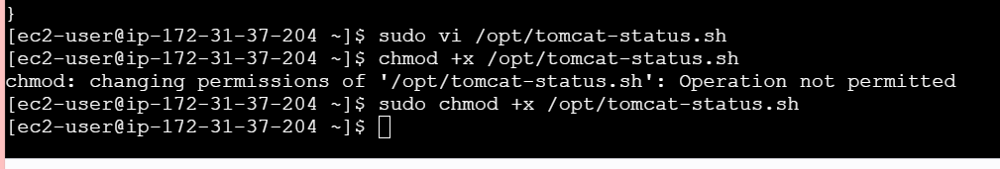 }
[ec2-user@ip-172-31-37-204 ~]$ sudo vi /opt/tomcat-status.sh
[ec2-user@ip-172-31-37-204 ~]$ chmod +x /opt/tomcat-status.sh
chmod: changing permissions of '/opt/tomcat-status.sh': Operation not permitted
[ec2-user@ip-172-31-37-204 ~]$ sudo chmod +x /opt/tomcat-status.sh
[ec2-user@ip-172-31-37-204 ~]$